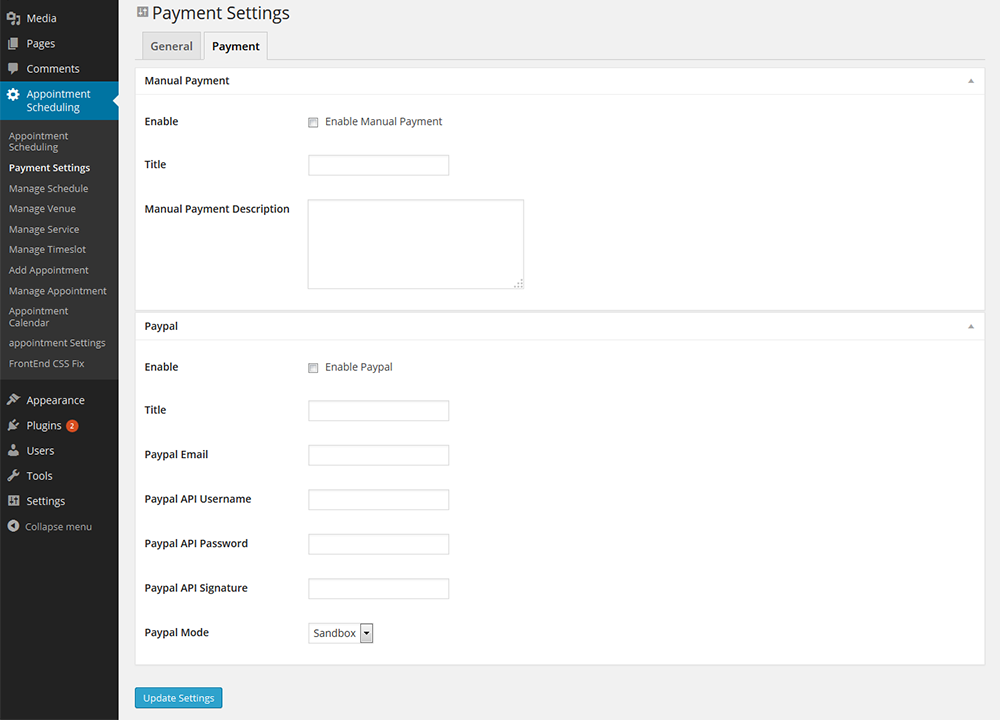 Media
Pages
Comments
Appointment
Scheduling
Appointment
Scheduling
Payment Settings
Manage Schedule
Manage Venue
Manage Service
Manage Timeslot
Add Appointment
Manage Appointment
Appointment
Calendar
appointment Settings
FrontEnd CSS Fix
Appearance
Plugins 2
Users
Tools
Settings
Collapse menu
Payment Settings
General Payment
Manual Payment
Enable Enable Manual Payment
Title
Manual Payment Description
Paypal
Enable Enable Paypal
Title
Paypal Email
Paypal API Username
Paypal API Password
Paypal API Signature
Paypal Mode Sandbox
Update Settings